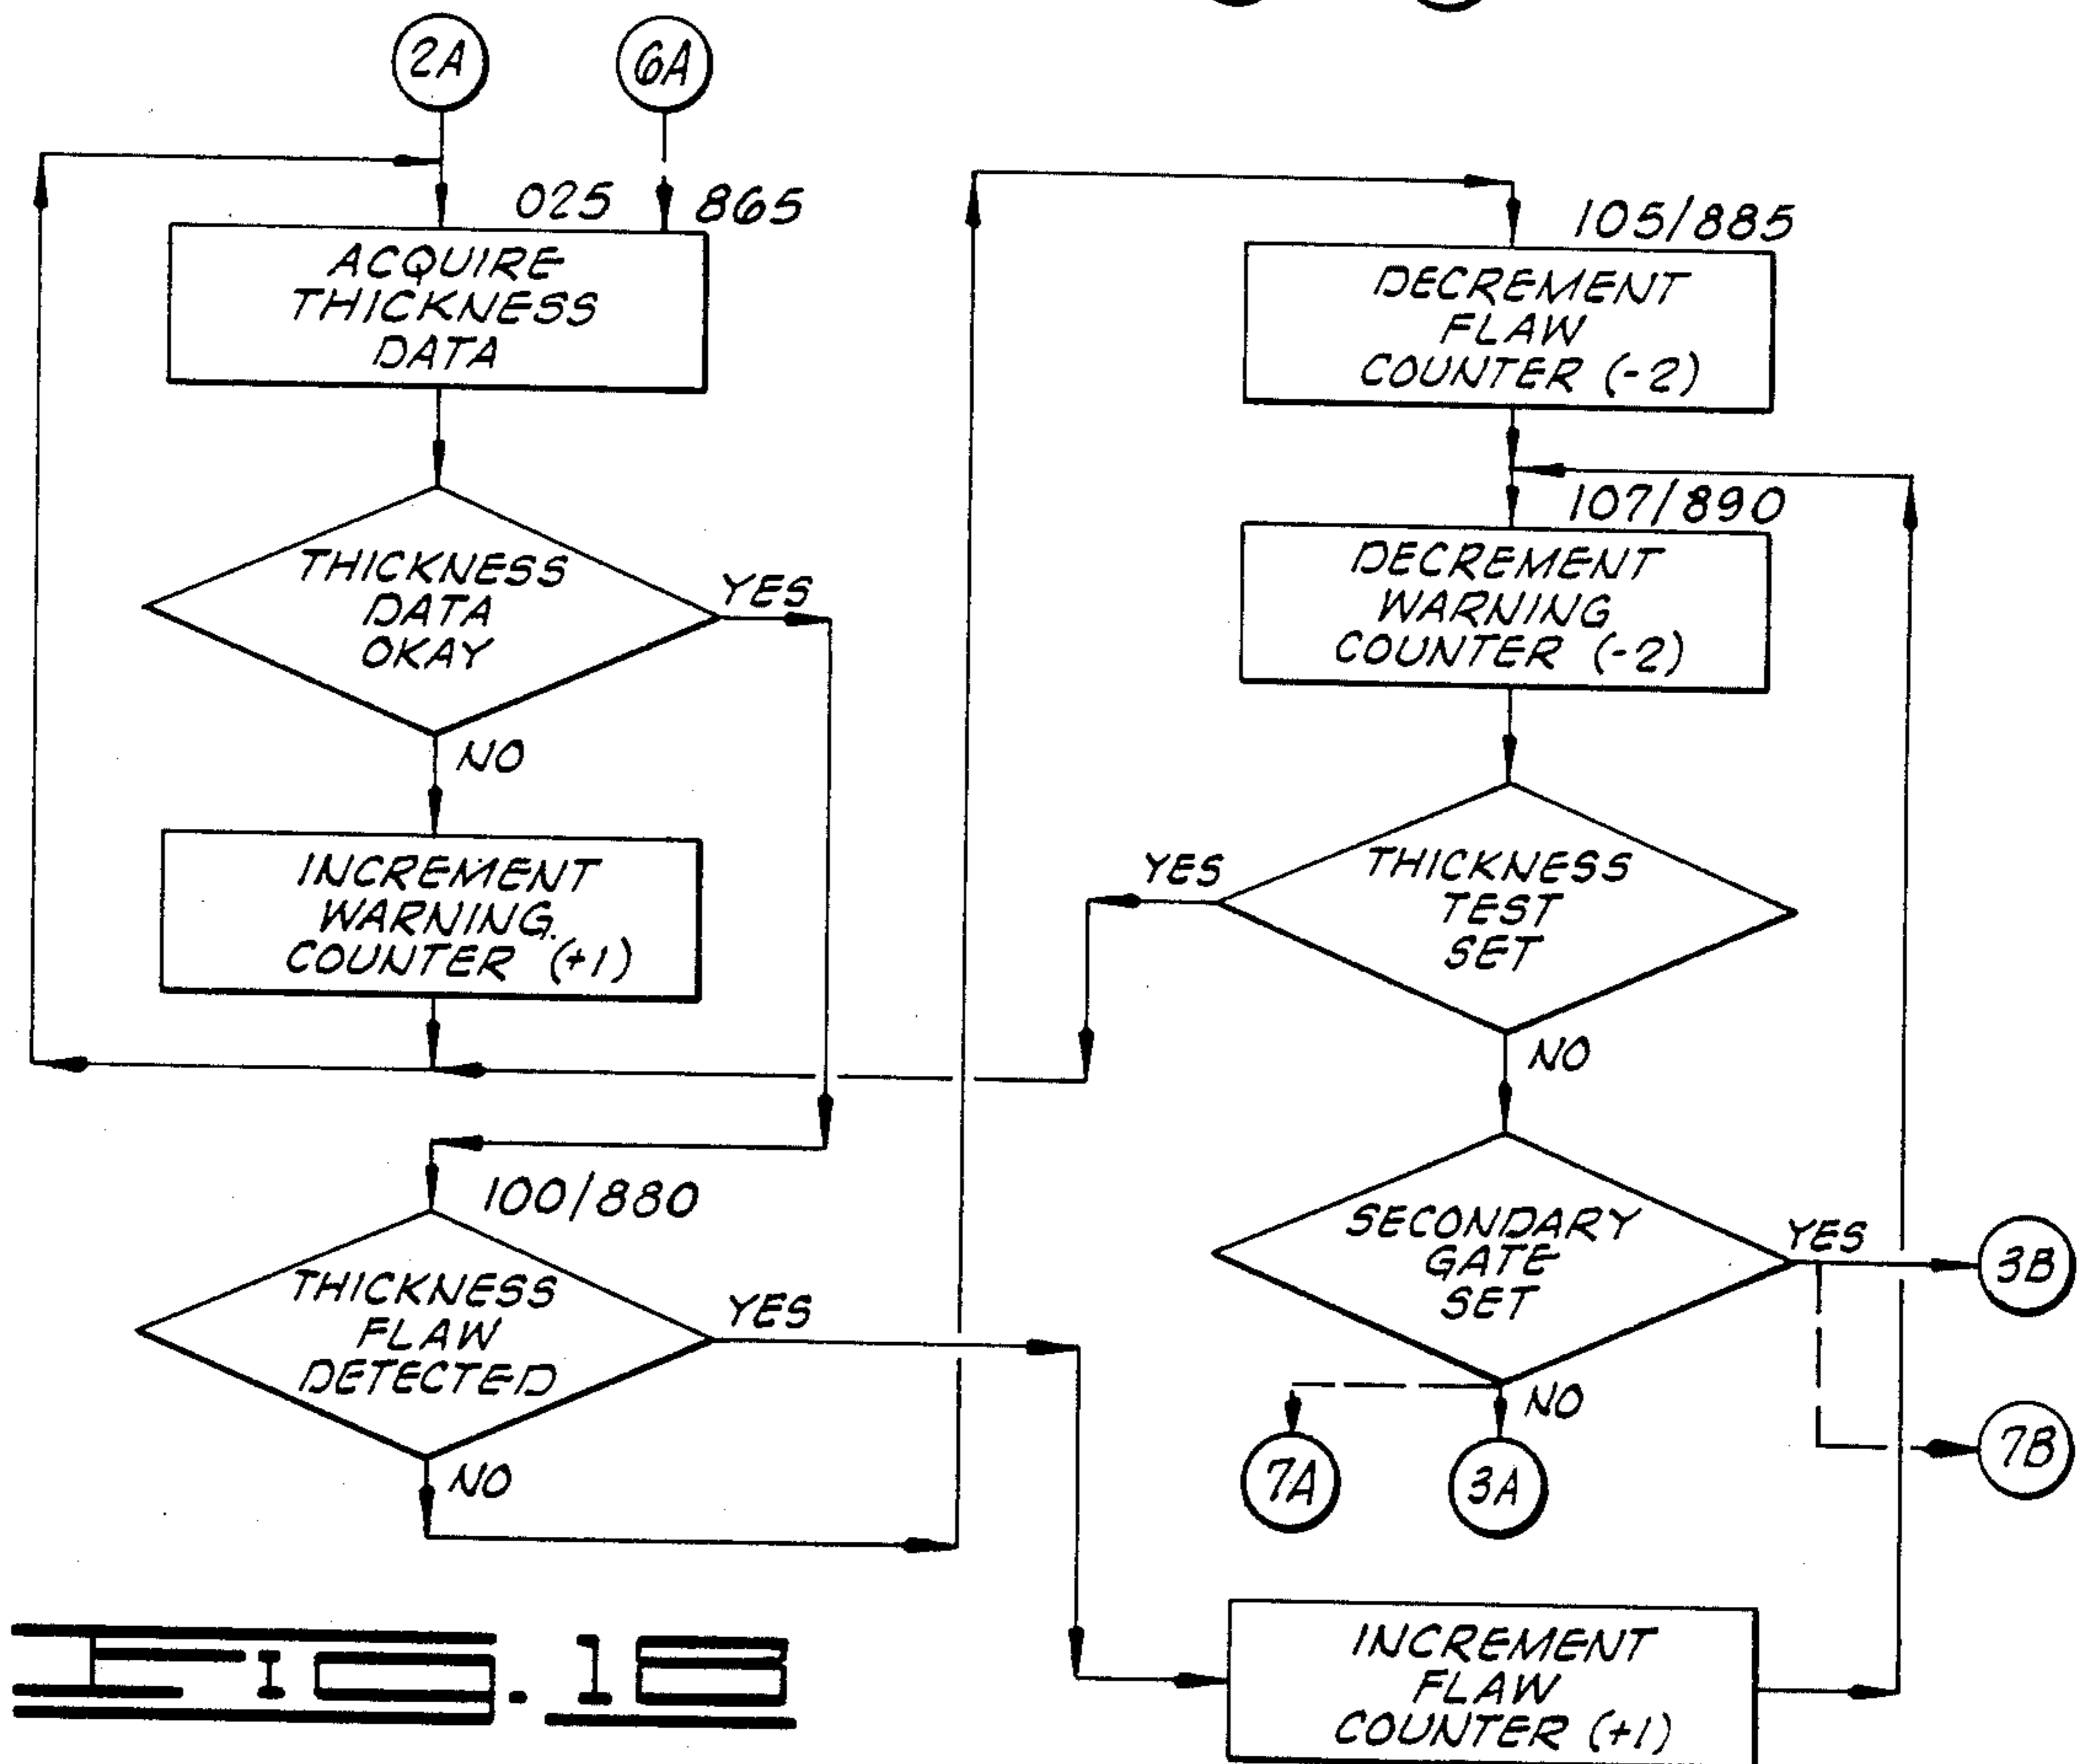 2A
6A
025
865
ACQUIRE
THICKNESS
DATA
THICKNESS
DATA
OKAY
YES
NO
INCREMENT
WARNING
COUNTER (+1)
100/880
THICKNESS
FLAW
DETECTED
YES
NO
105/885
DECREMENT
FLAW
COUNTER (-2)
107/890
DECREMENT
WARNING
COUNTER (-2)
THICKNESS
TEST
SET
YES
NO
SECONDARY
GATE
SET
YES
3B
7B
NO
7A
3A
INCREMENT
FLAW
COUNTER (+1)